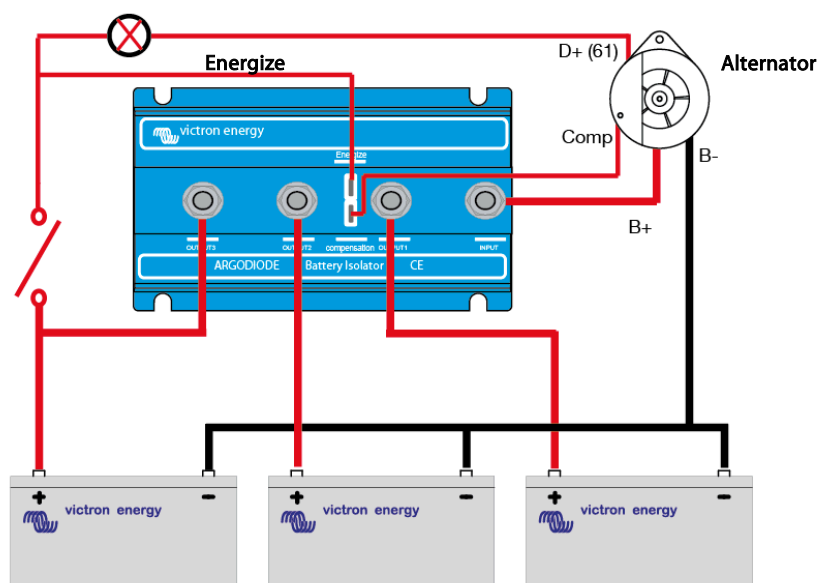 D+ (61)
Energize
Alternator
victron energy
Comp
Energize
B-
B+
OUTPUT3
OUTPUT2
compensation
OUTPUT1
INPUT
ARGODIODE
Battery Isolator
CE
+
-
+
-
+
-
victron energy
victron energy
victron energy